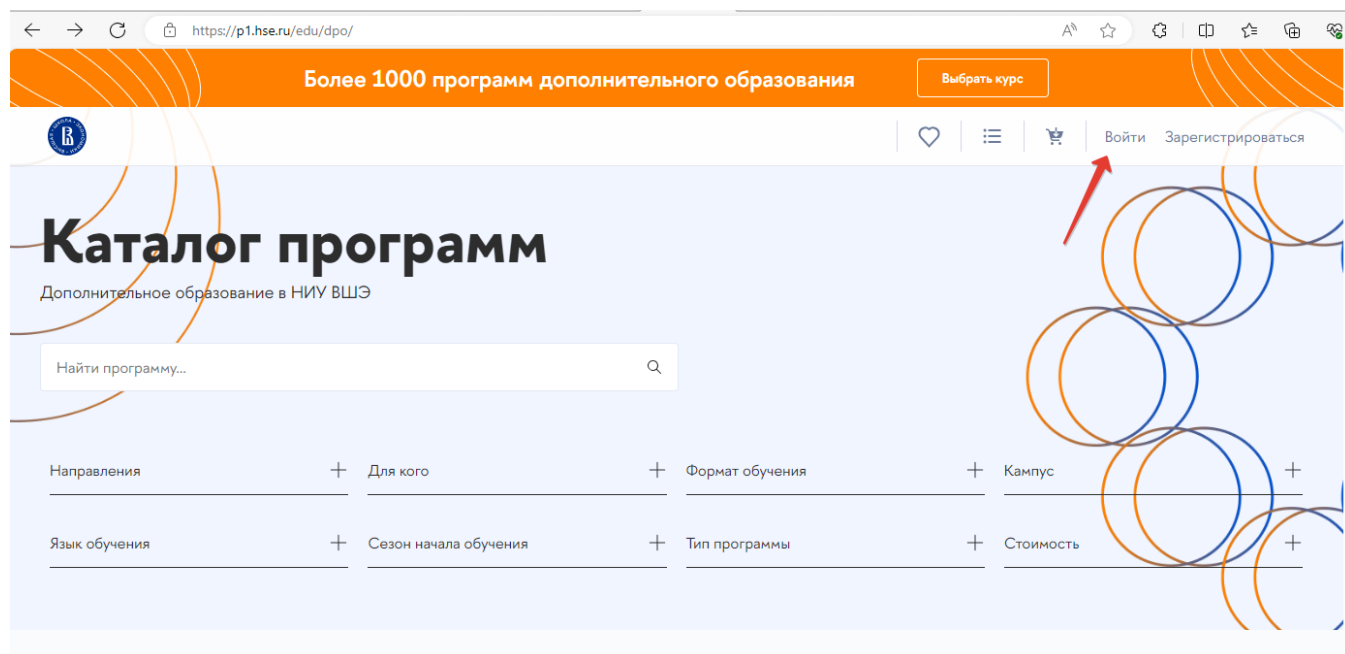 https://p1.hse.ru/edu/dpo/
Более 1000 программ дополнительного образования
Выбрать курс
Войти
Зарегистрироваться
Каталог программ
Дополнительное образование в НИУ ВШЭ
Найти программу...
Направления
Для кого
Формат обучения
Кампус
Язык обучения
Сезон начала обучения
Тип программы
Стоимость